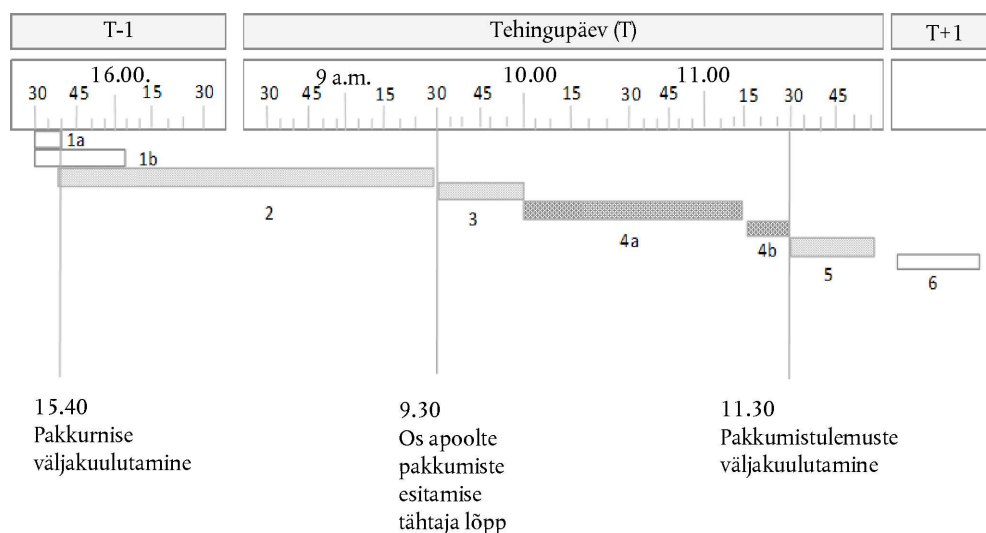 T-1 Tehingupäev (T) T+1
16.00. 9 a.m. 10.00 11.00
30 45 15 30 30 45 15 30 45 15 30 45 15 30 45
1a
1b
2 3 4a 4b 5 6
15.40
Pakkurnise
väljakuulutamine
9.30
Os apoolte
pakkumiste
esitamise
tähtaja lõpp
11.30
Pakkumistulemuste
väljakuulutamine